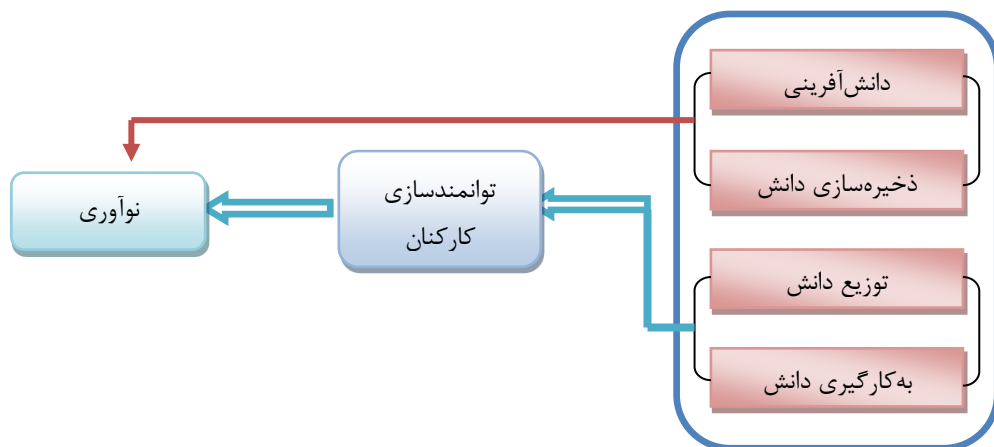 دانش‌آفرینی
ذخیره‌سازی دانش
توزیع دانش
به‌کارگیری دانش
توانمندسازی
کارکنان
نوآوری